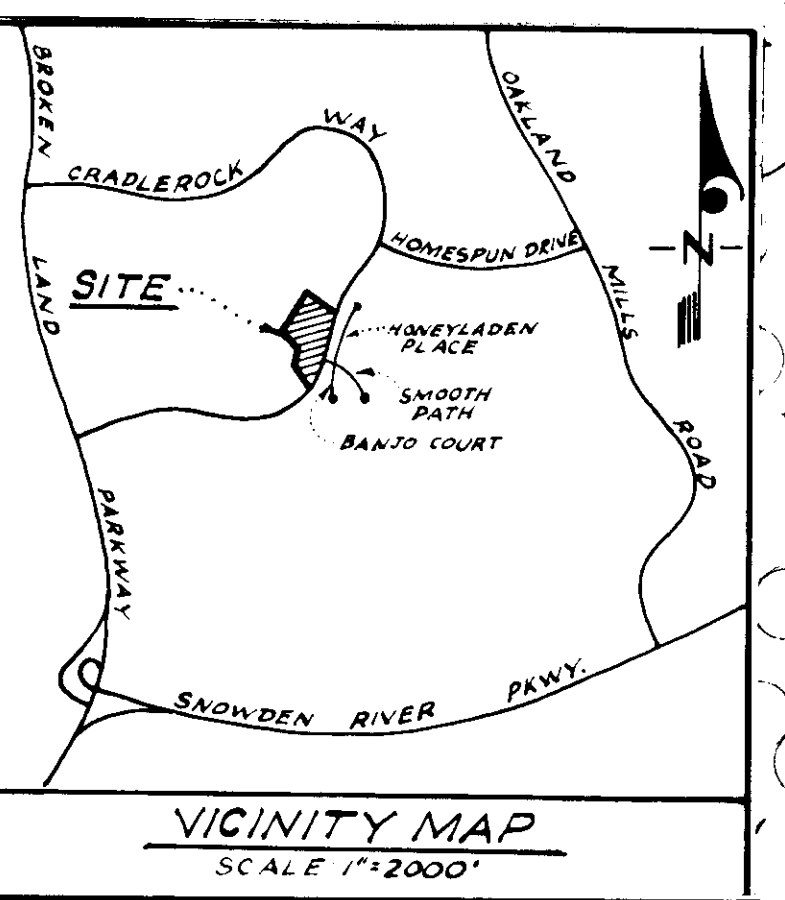 BROKEN LAND PARKWAY
CRADLEROCK WAY
OAKLAND MILLS ROAD
HOMESPUN DRIVE
N
SITE
HONEYLADEN
PLACE
SMOOTH
PATH
BANJO COURT
SNOWDEN RIVER PKWY.
VICINITY MAP
SCALE 1"=2000'